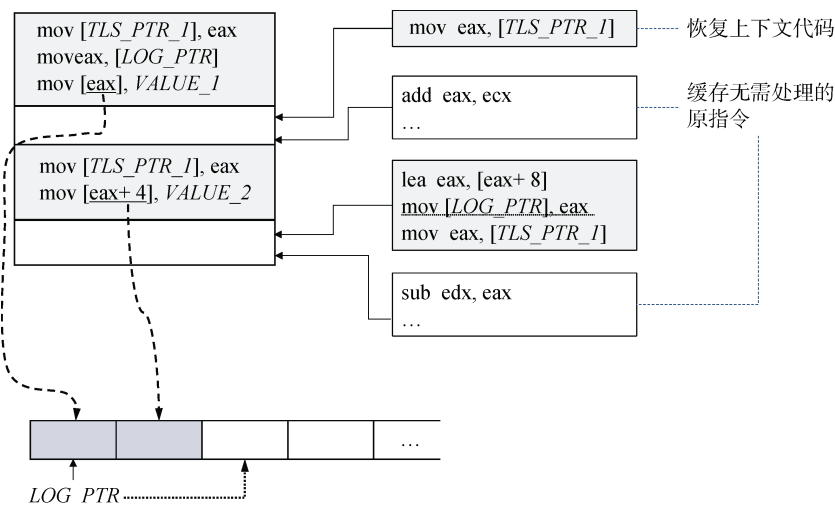 mov [TLS_PTR_1], eax
moveax, [LOG_PTR]
mov [eax], VALUE_1
mov [TLS_PTR_1], eax
mov [eax+ 4], VALUE_2
mov eax, [TLS_PTR_1]
add eax, ecx
…
lea eax, [eax+ 8]
mov [LOG_PTR], eax
mov eax, [TLS_PTR_1]
sub edx, eax
…
恢复上下文代码
缓存无需处理的
原指令
…
LOG_PTR